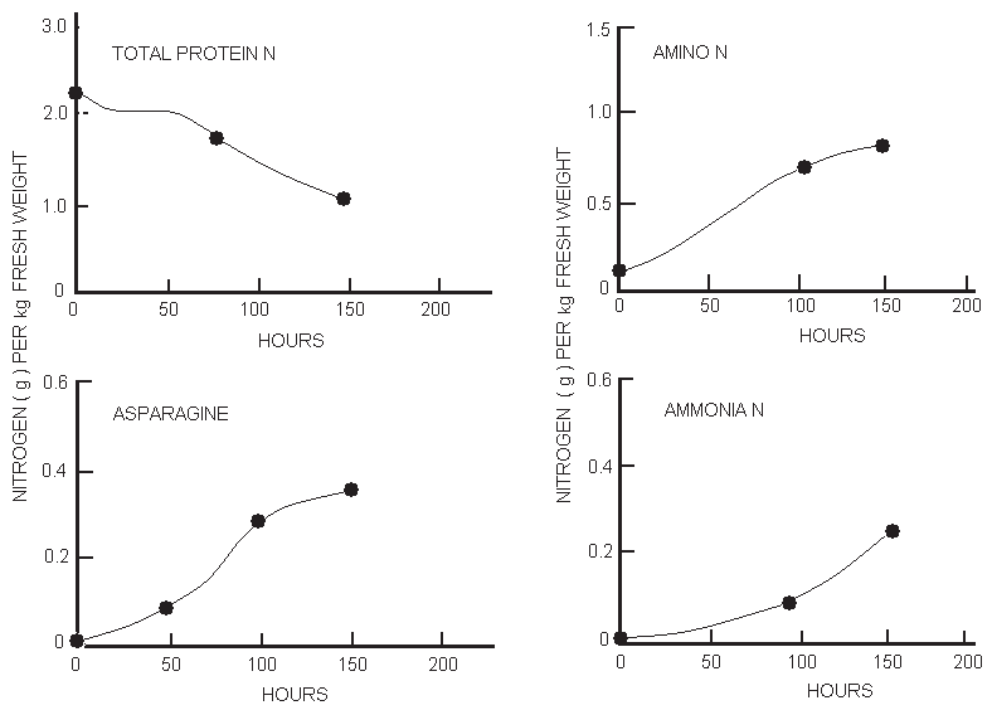 NITROGEN ( g ) PER kg FRESH WEIGHT
TOTAL PROTEIN N
3.0
2.0
1.0
0
0 50 100 150 200
HOURS
AMINO N
1.5
1.0
0.5
0
0 50 100 150 200
HOURS
ASPARAGINE
0.6
0.4
0.2
0
0 50 100 150 200
HOURS
NITROGEN ( g ) PER kg FRESH WEIGHT
AMMONIA N
0.6
0.4
0.2
0
0 50 100 150 200
HOURS